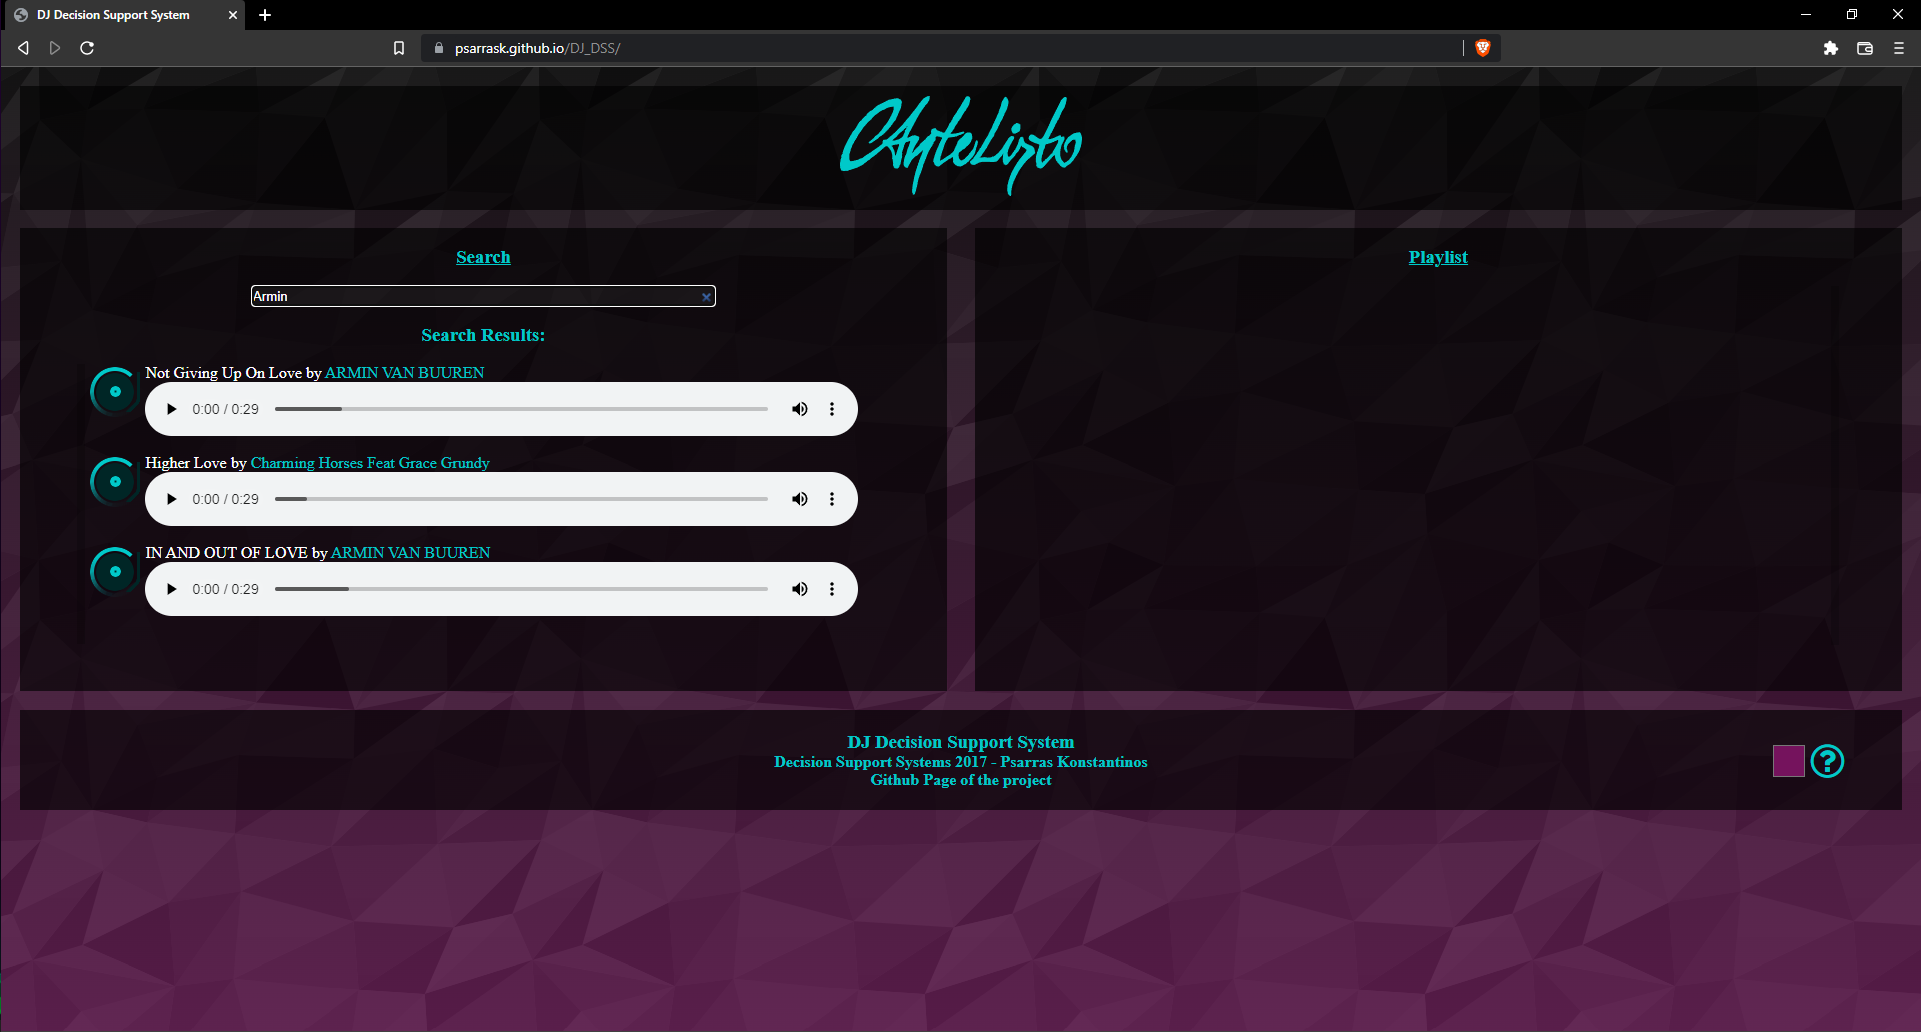 DJ Decision Support System
psarrask.github.io/DJ_DSS/
AnteListo
Search
Armin
Search Results:
Not Giving Up On Love by ARMIN VAN BUUREN
0:00 / 0:29
Higher Love by Charming Horses Feat Grace Grundy
0:00 / 0:29
IN AND OUT OF LOVE by ARMIN VAN BUUREN
0:00 / 0:29
Playlist
DJ Decision Support System
Decision Support Systems 2017 - Psarras Konstantinos
Github Page of the project